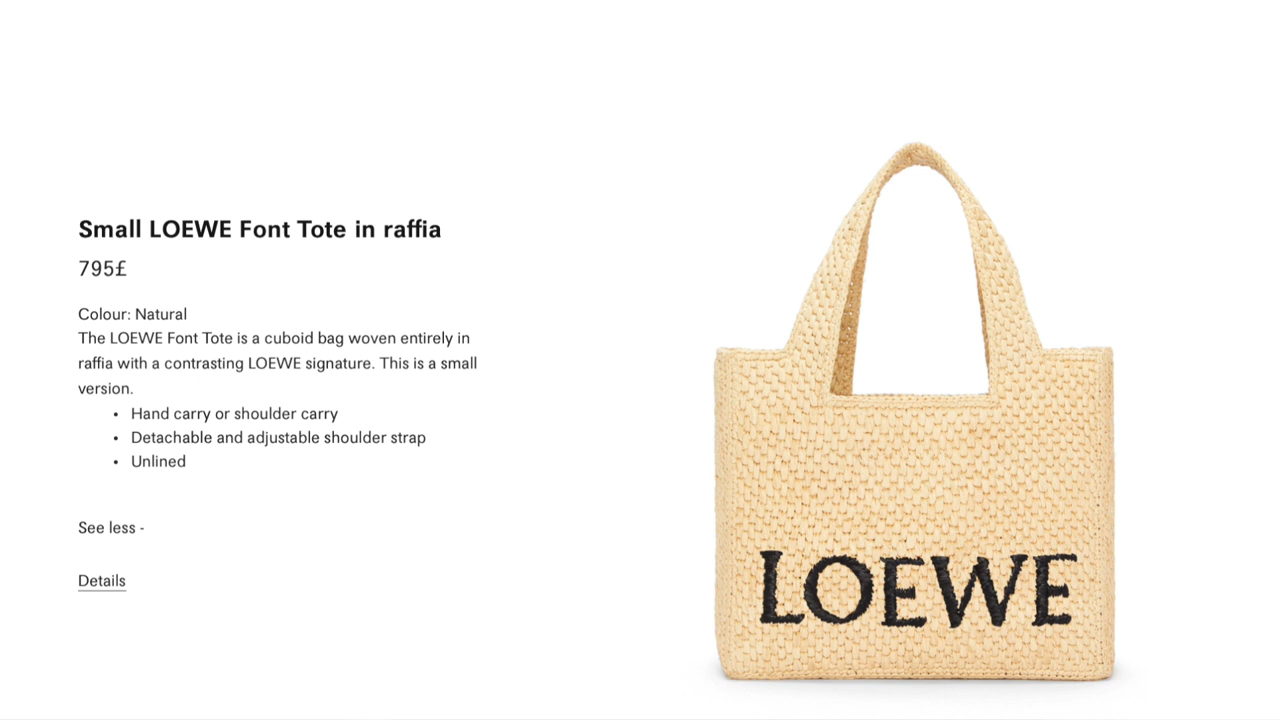 Small LOEWE Font Tote in raffia
795£
Colour: Natural
The LOEWE Font Tote is a cuboid bag woven entirely in
raffia with a contrasting LOEWE signature. This is a small
version.
• Hand carry or shoulder carry
• Detachable and adjustable shoulder strap
• Unlined
See less -
Details
LOEWE